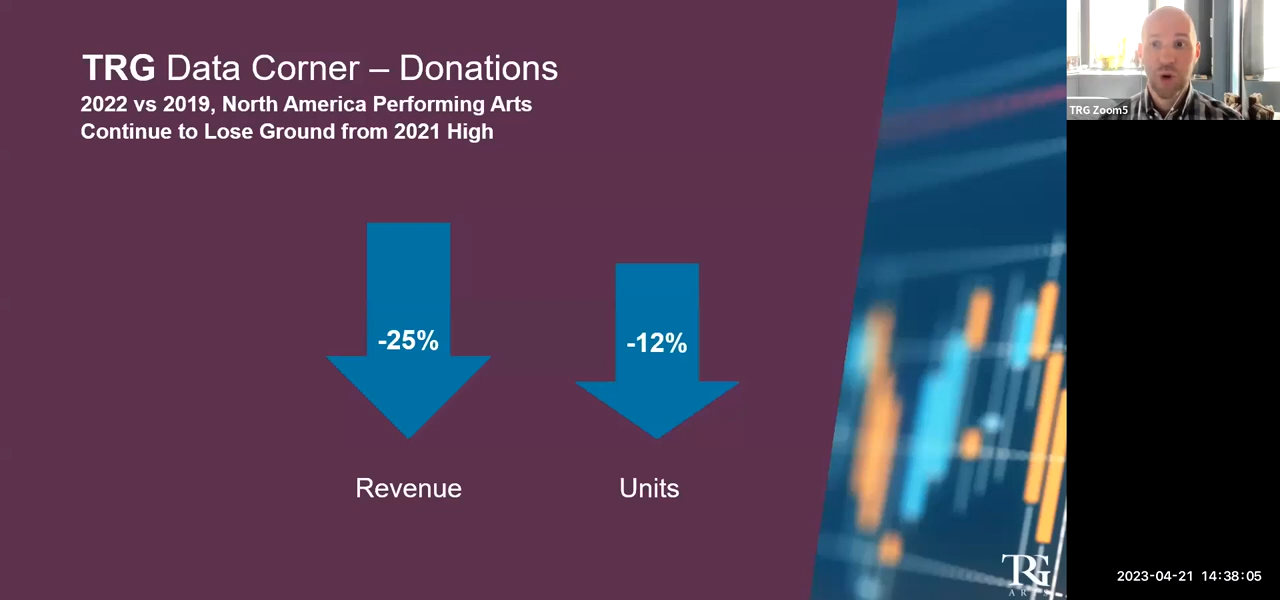 TRG Data Corner – Donations
2022 vs 2019, North America Performing Arts
Continue to Lose Ground from 2021 High
-25%
-12%
Revenue
Units
TRG
ARTS
TRG Zoom5
2023-04-21 14:38:05